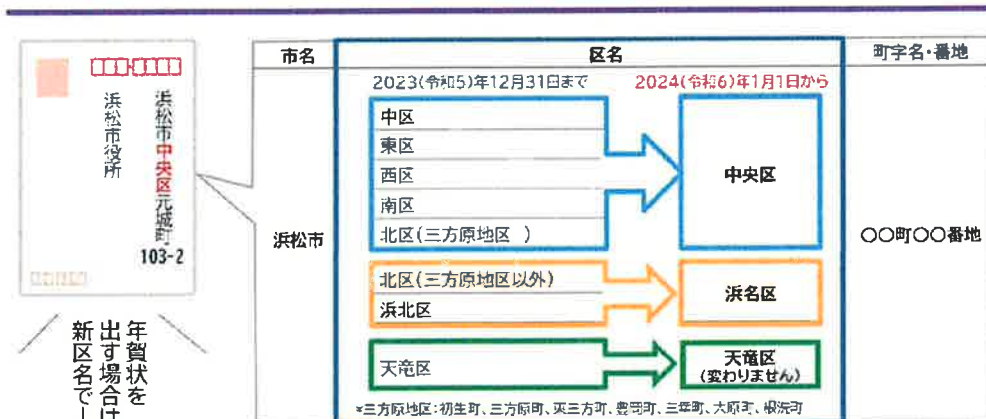 市名
区名
町字名・番地
2023(令和5)年12月31日まで
2024(令和6)年1月1日から
浜松市中央区元城町
103-2
浜松市役所
浜松市
中区
東区
西区
南区
北区(三方原地区 )
中央区
北区(三方原地区以外)
浜北区
浜名区
天竜区
天竜区
(変わりません)
〇〇町〇〇番地
*三方原地区:初生町、三方原町、東三方町、豊岡町、三幸町、大原町、根洗町
年賀状を
出す場合は
新区名で